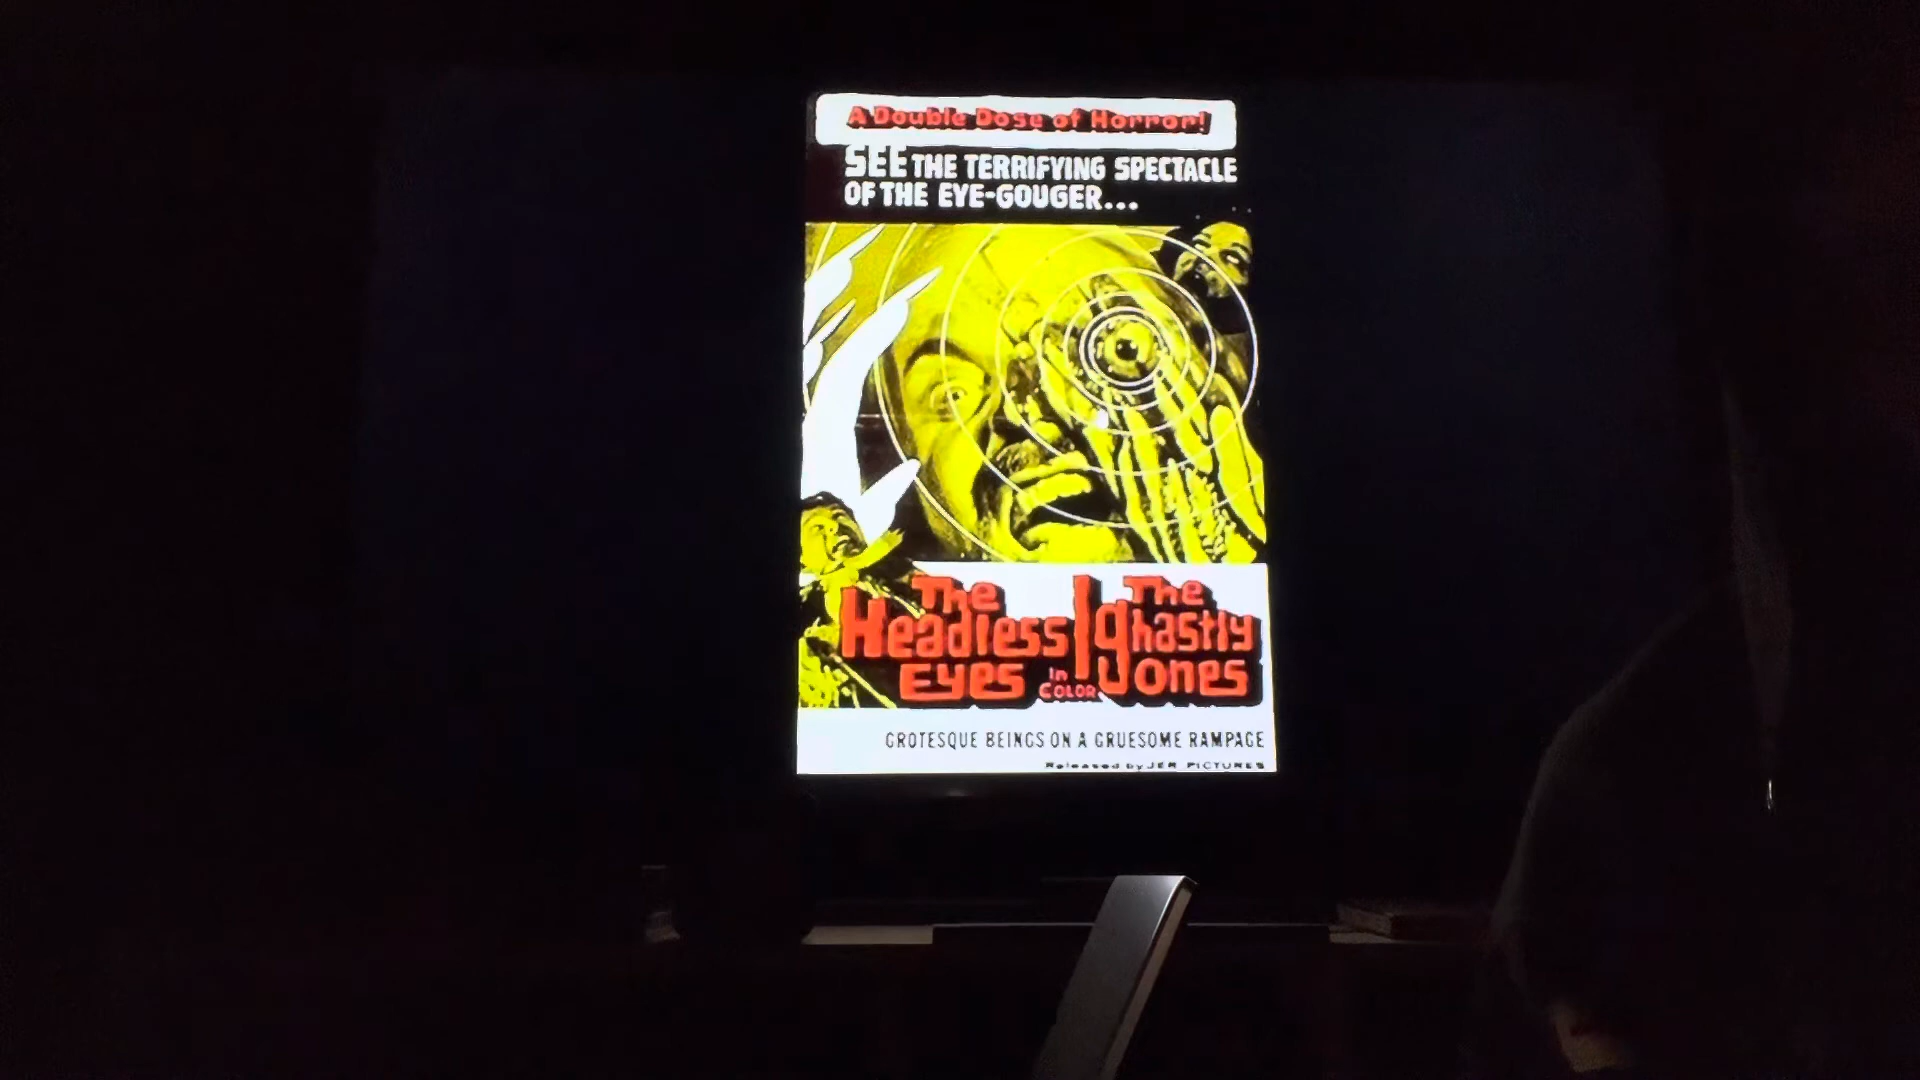 A Double Dose of Horror!
SEE THE TERRIFYING SPECTACLE
OF THE EYE-GOUGER...
The Headless Eyes
in COLOR
The ghastly ones
GROTESQUE BEINGS ON A GRUESOME RAMPAGE
Released by JER PICTURES